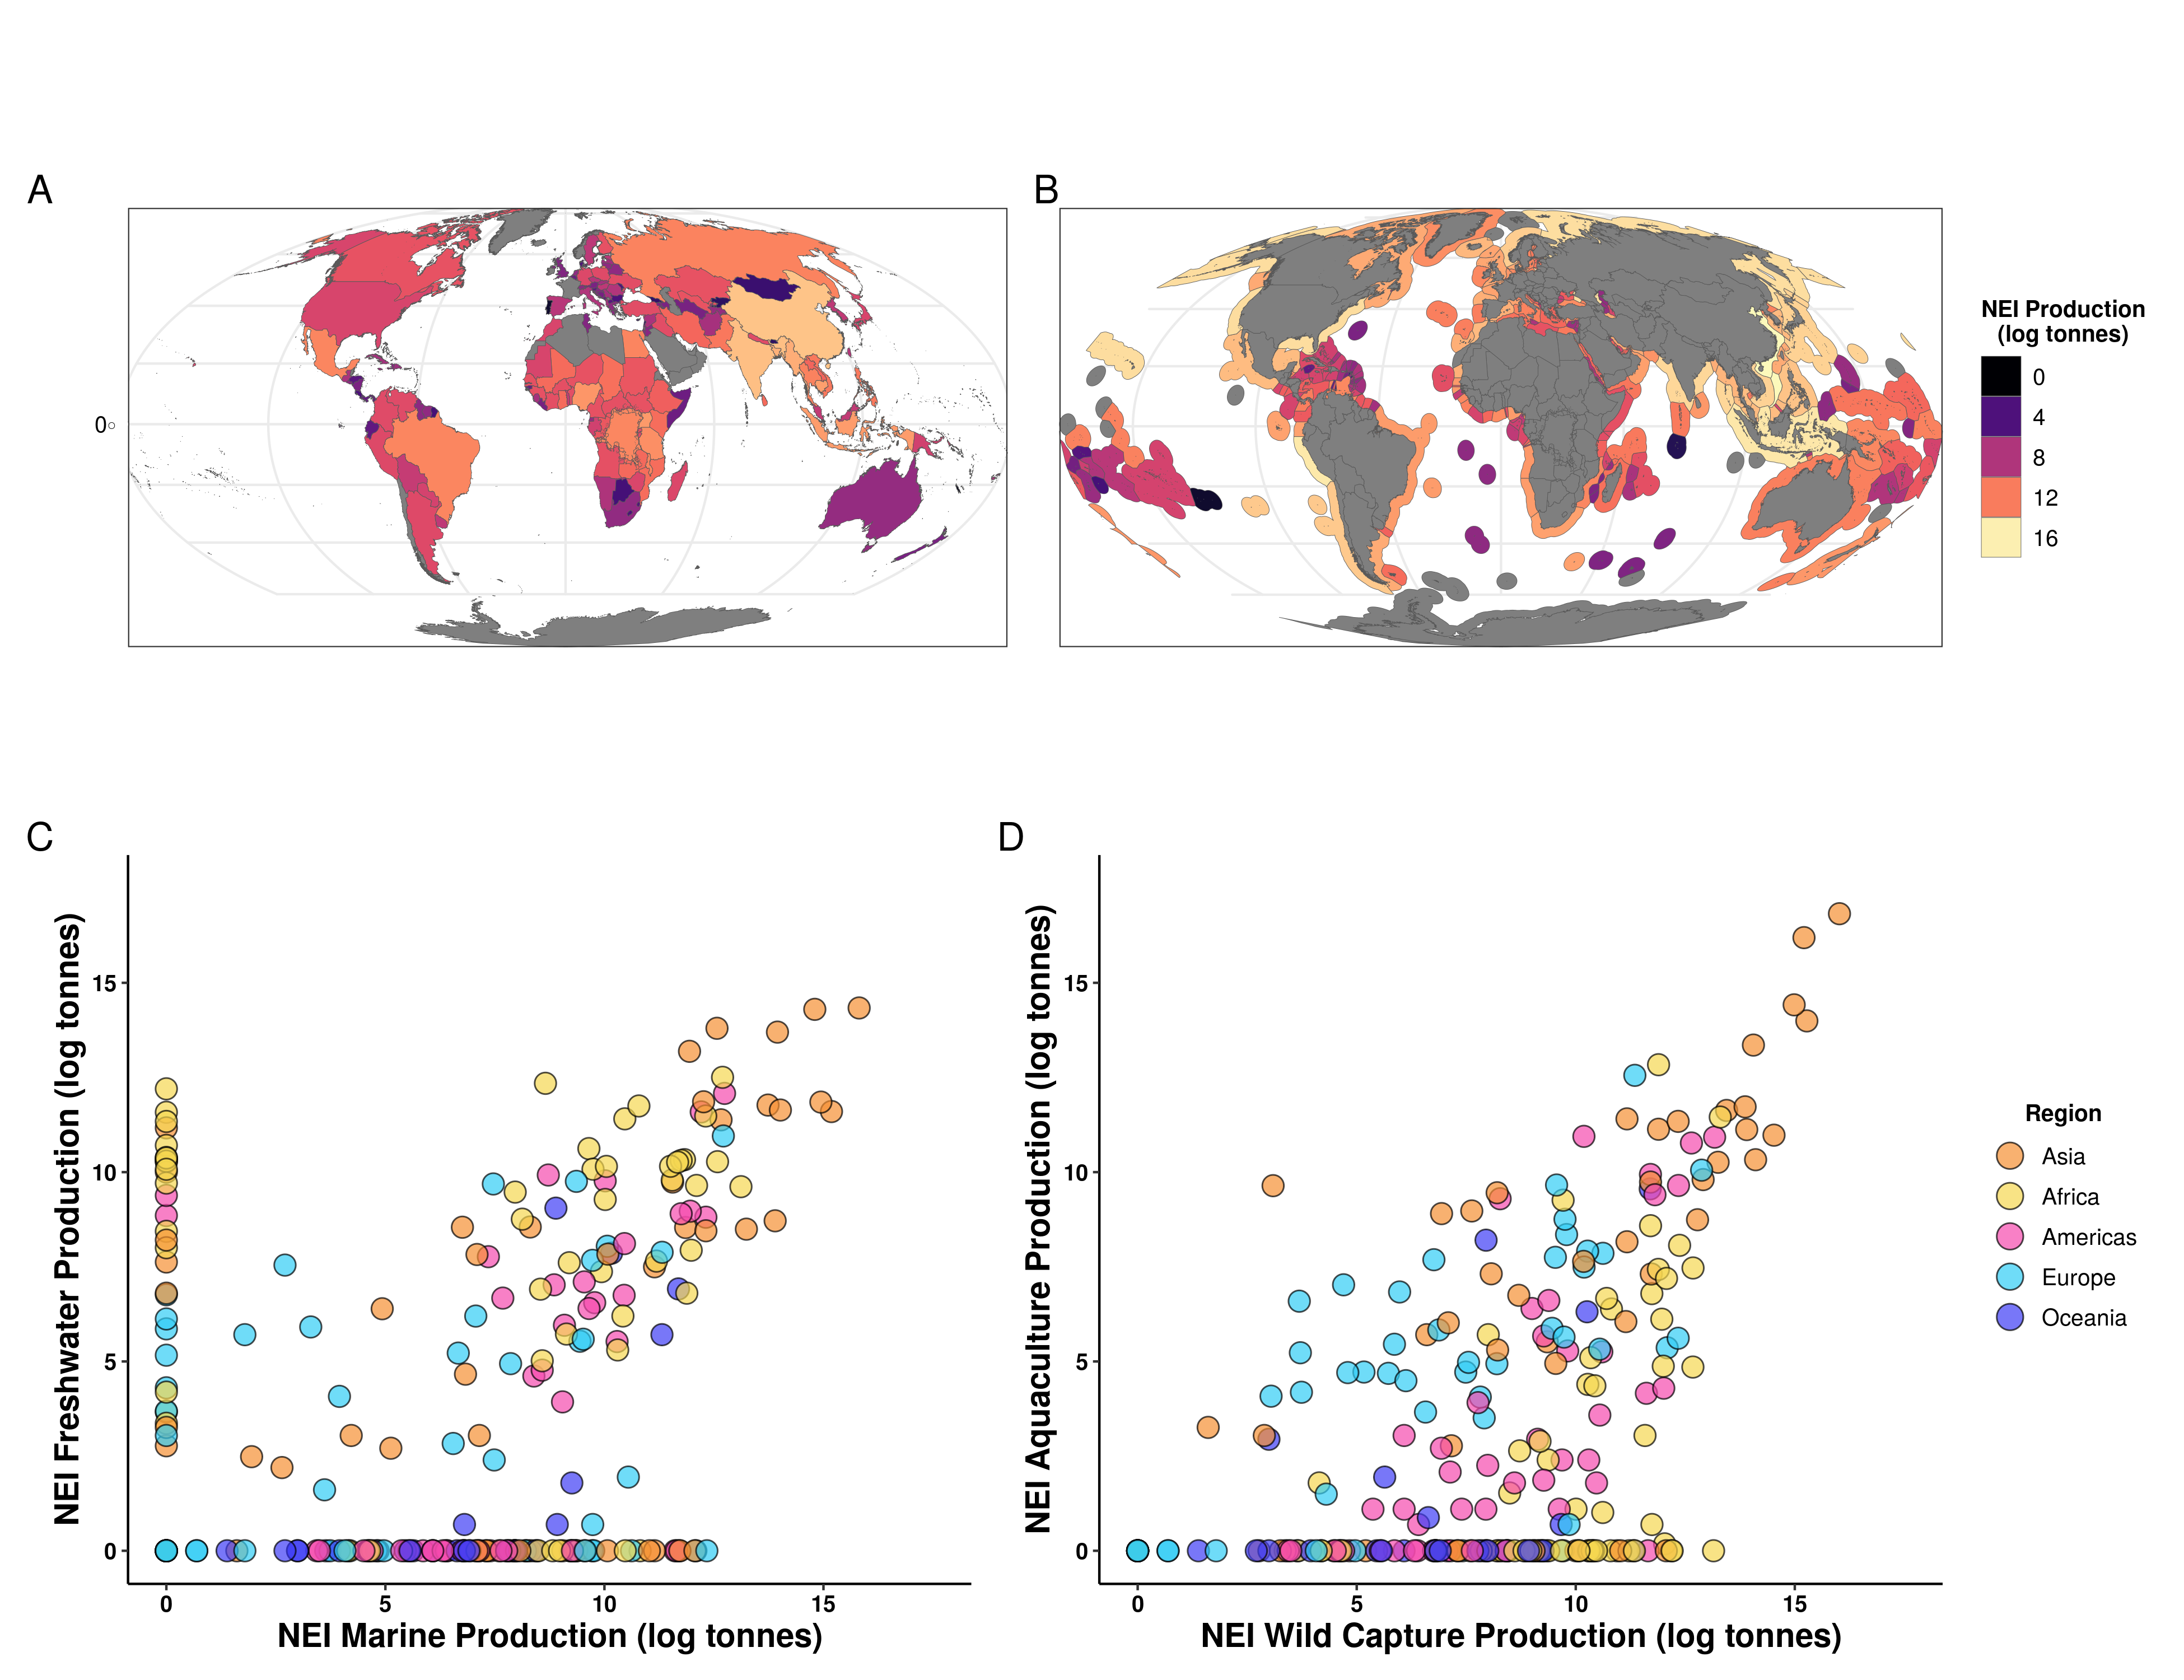 A
B
0°
NEI Production
(log tonnes)
0
4
8
12
16
C
D
NEI Freshwater Production (log tonnes)
15
10
5
0
0
5
10
15
NEI Marine Production (log tonnes)
NEI Aquaculture Production (log tonnes)
15
10
5
0
0
5
10
15
NEI Wild Capture Production (log tonnes)
Region
Asia
Africa
Americas
Europe
Oceania